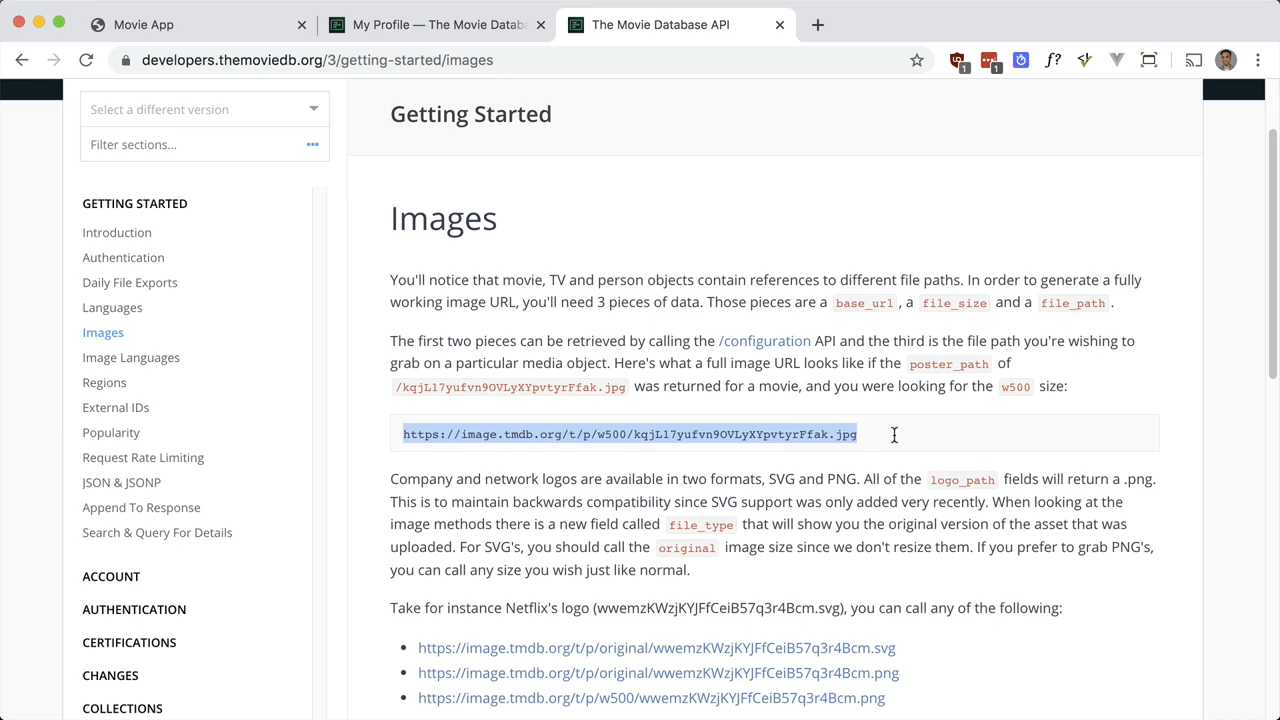 Movie App
My Profile — The Movie Databa
The Movie Database API
developers.themoviedb.org/3/getting-started/images
1
1
f?
Select a different version
Filter sections...
GETTING STARTED
Introduction
Authentication
Daily File Exports
Languages
Images
Image Languages
Regions
External IDs
Popularity
Request Rate Limiting
JSON & JSONP
Append To Response
Search & Query For Details
ACCOUNT
AUTHENTICATION
CERTIFICATIONS
CHANGES
COLLECTIONS
Getting Started
Images
You'll notice that movie, TV and person objects contain references to different file paths. In order to generate a fully
working image URL, you'll need 3 pieces of data. Those pieces are a base_url, a file_size and a file_path.
The first two pieces can be retrieved by calling the /configuration API and the third is the file path you're wishing to
grab on a particular media object. Here's what a full image URL looks like if the poster_path of
/kqjL17yufvn9OVLyXYpvtyrFfak.jpg was returned for a movie, and you were looking for the w500 size:
https://image.tmdb.org/t/p/w500/kqjL17yufvn9OVLyXYpvtyrFfak.jpg
Company and network logos are available in two formats, SVG and PNG. All of the logo_path fields will return a .png.
This is to maintain backwards compatibility since SVG support was only added very recently. When looking at the
image methods there is a new field called file_type that will show you the original version of the asset that was
uploaded. For SVG's, you should call the original image size since we don't resize them. If you prefer to grab PNG's,
you can call any size you wish just like normal.
Take for instance Netflix's logo (wwemzKWzjKYJFfCeiB57q3r4Bcm.svg), you can call any of the following:
https://image.tmdb.org/t/p/original/wwemzKWzjKYJFfCeiB57q3r4Bcm.svg
https://image.tmdb.org/t/p/original/wwemzKWzjKYJFfCeiB57q3r4Bcm.png
https://image.tmdb.org/t/p/w500/wwemzKWzjKYJFfCeiB57q3r4Bcm.png